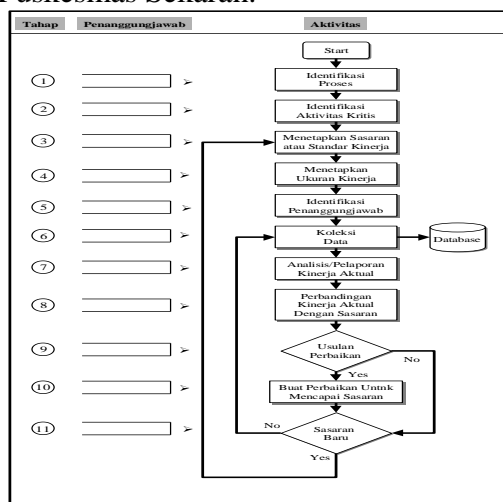 Puskesmas Sekaran.
Tahap Penanggungjawab Aktivitas
Start
1
Identifikasi
Proses
2
Identifikasi
Aktivitas Kritis
3
Menetapkan Sasaran
atau Standar Kinerja
4
Menetapkan
Ukuran Kinerja
5
Identifikasi
Penanggungjawab
6
Koleksi
Data
Database
7
Analisis/Pelaporan
Kinerja Aktual
8
Perbandingan
Kinerja Aktual
Dengan Sasaran
9
Usulan
Perbaikan
No
Yes
10
Buat Perbaikan Untnk
Mencapai Sasaran
11
No
Sasaran
Baru
Yes